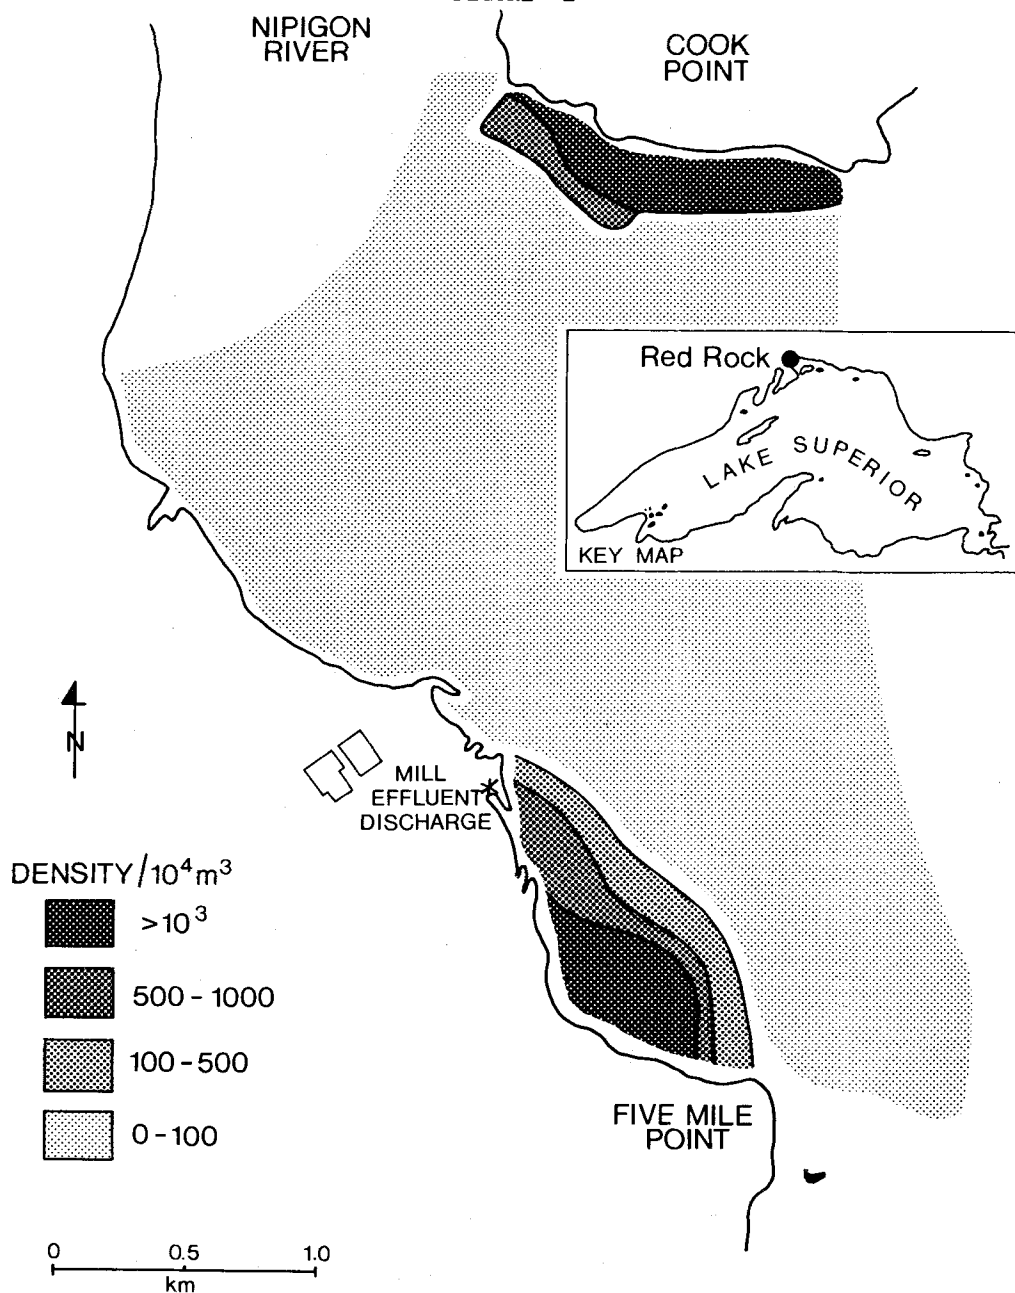 NIPIGON
RIVER
COOK
POINT
Red Rock
LAKE SUPERIOR
KEY MAP
N
MILL
EFFLUENT
DISCHARGE
DENSITY/10⁴m³
>10³
500-1000
100-500
0-100
FIVE MILE
POINT
0 0.5 1.0
km